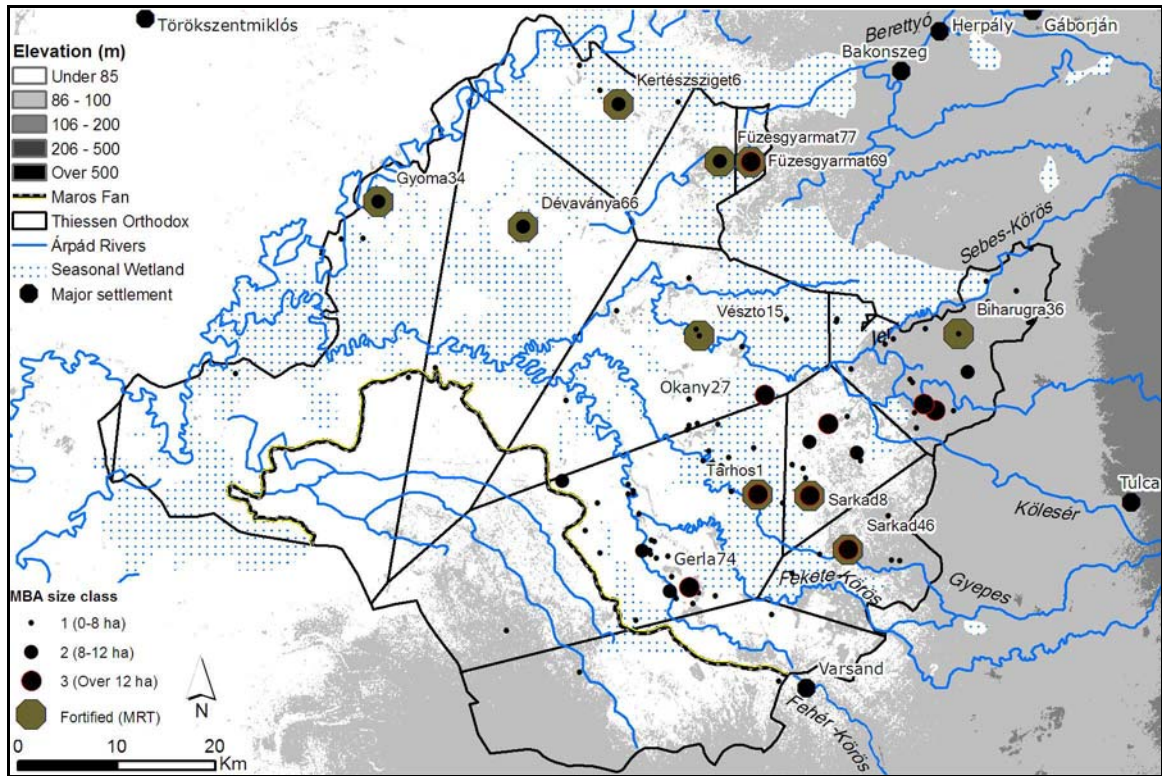 Törökszentmiklós
Berettyó
Herpály
Gáborján
Bakonszeg
Elevation (m)
Under 85
86 - 100
106 - 200
206 - 500
Over 500
Maros Fan
Thiessen Orthodox
Árpád Rivers
Seasonal Wetland
Major settlement
Kertészsziget6
Füzesgyarmat77
Füzesgyarmat69
Gyoma34
Dévaványa66
Sebes-Körös
Biharugra36
Vésztö15
Okany27
Tarhos1
Sarkad8
Tulca
Sarkad46
Kölesér
Gerla74
Fekete-Körös
Gyepes
Varsand
Fehér-Körös
MBA size class
1 (0-8 ha)
2 (8-12 ha)
3 (Over 12 ha)
Fortified (MRT)
N
0 10 20
Km